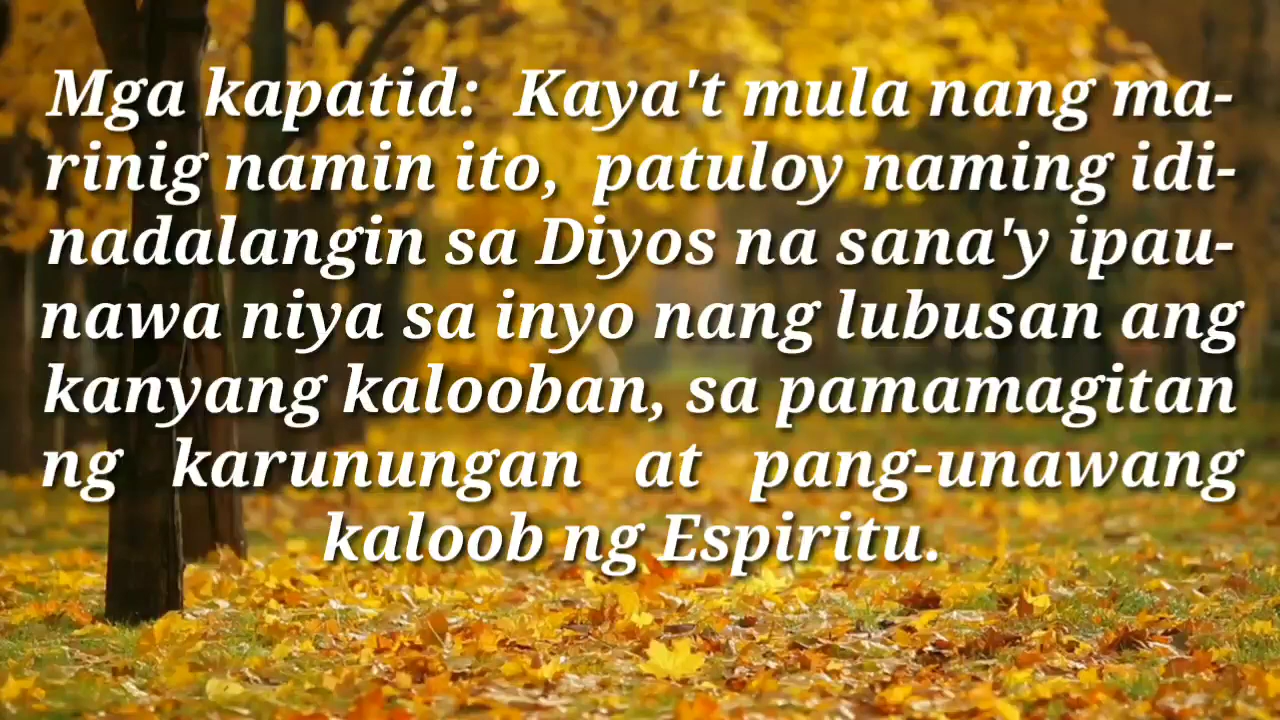 Mga kapatid: Kaya't mula nang ma-
rinig namin ito, patuloy naming idi-
nadalangin sa Diyos na sana'y ipau-
nawa niya sa inyo nang lubusan ang
kanyang kalooban, sa pamamagitan
ng karunungan at pang-unawang
kaloob ng Espiritu.